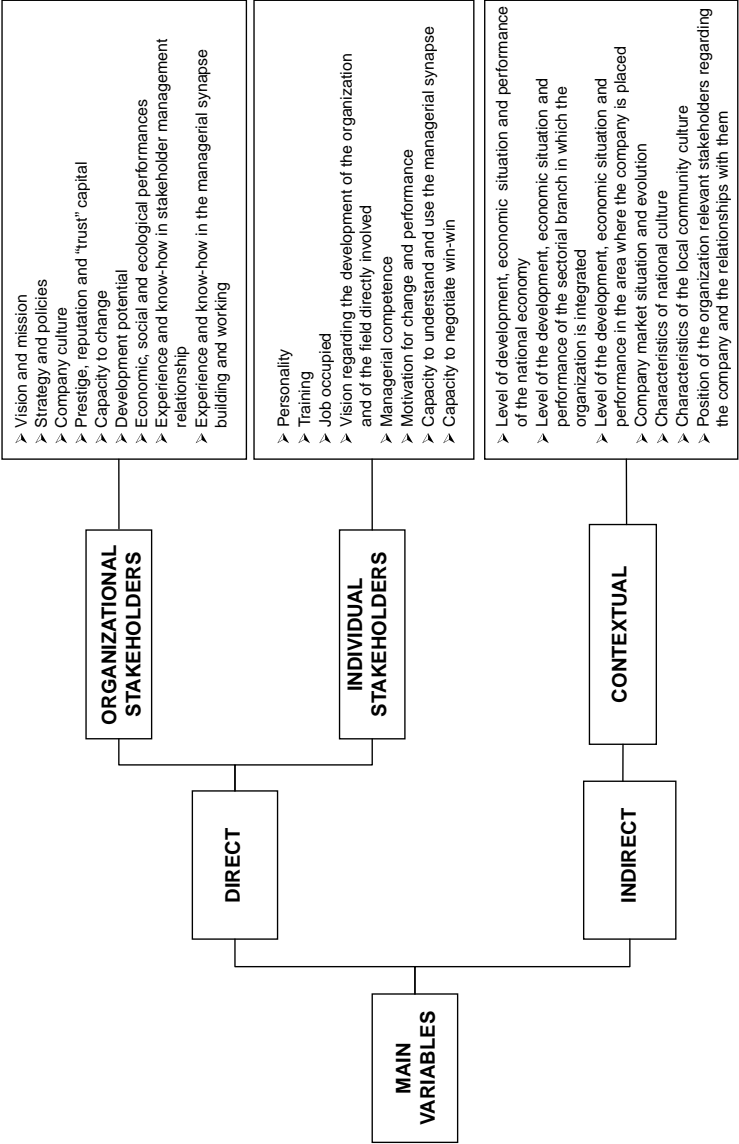 MAIN
VARIABLES
DIRECT
INDIRECT
ORGANIZATIONAL
STAKEHOLDERS
INDIVIDUAL
STAKEHOLDERS
CONTEXTUAL
➢ Vision and mission
➢ Strategy and policies
➢ Company culture
➢ Prestige, reputation and “trust” capital
➢ Capacity to change
➢ Development potential
➢ Economic, social and ecological performances
➢ Experience and know-how in stakeholder management
relationship
➢ Experience and know-how in the managerial synapse
building and working
➢ Personality
➢ Training
➢ Job occupied
➢ Vision regarding the development of the organization
and of the field directly involved
➢ Managerial competence
➢ Motivation for change and performance
➢ Capacity to understand and use the managerial synapse
➢ Capacity to negotiate win-win
➢ Level of development, economic situation and performance
of the national economy
➢ Level of the development, economic situation and
performance of the sectorial branch in which the
organization is integrated
➢ Level of the development, economic situation and
performance in the area where the company is placed
➢ Company market situation and evolution
➢ Characteristics of national culture
➢ Characteristics of the local community culture
➢ Position of the organization relevant stakeholders regarding
the company and the relationships with them